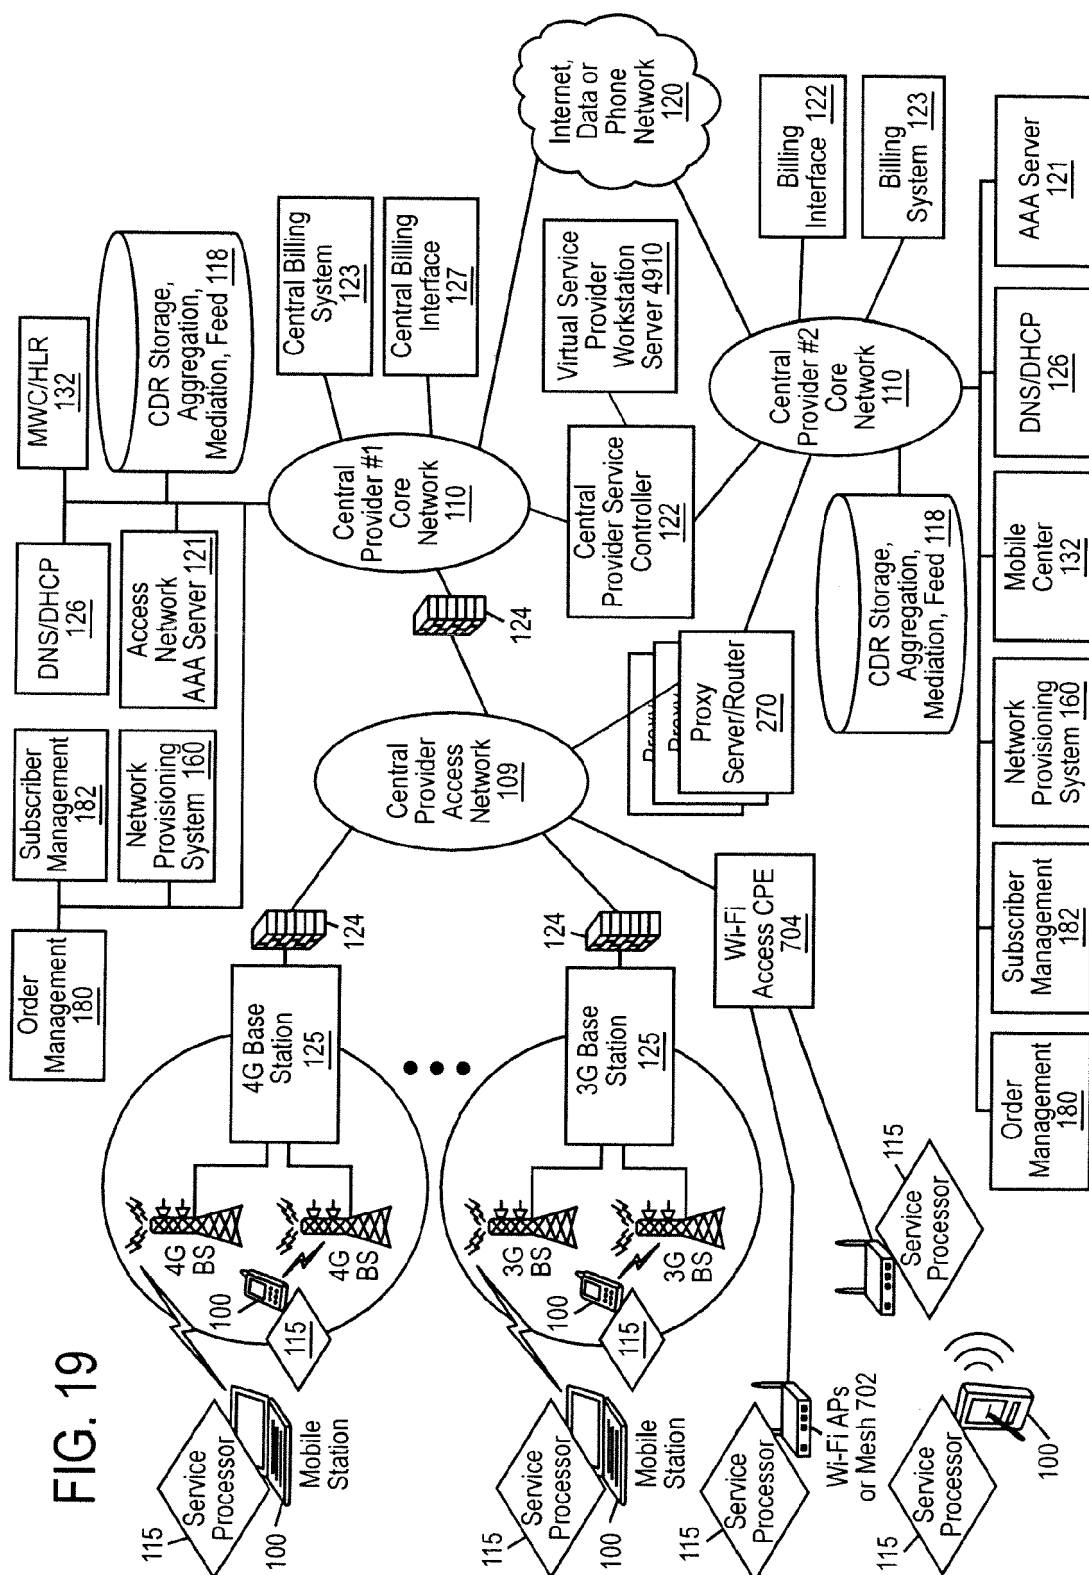 FIG. 19
Order
Management
180
Subscriber
Management
182
Network
Provisioning
System 160
DNS/DHCP
126
Access
Network
AAA Server 121
MWC/HLR
132
CDR Storage,
Aggregation,
Mediation, Feed 118
Central Billing
System
123
Central Billing
Interface
127
Central
Provider #1
Core
Network
110
124
Internet,
Data or
Phone
Network
120
115
Service
Processor
100
Mobile
Station
4G
BS
4G
BS
100
115
4G Base
Station
125
124
Central
Provider
Access
Network
109
Central
Provider Service
Controller
122
Virtual Service
Provider
Workstation
Server 4910
115
Service
Processor
100
Mobile
Station
3G
BS
3G
BS
100
115
3G Base
Station
125
124
Proxy
Proxy
Proxy
Server/Router
270
Central
Provider #2
Core
Network
110
Billing
Interface 122
Billing
System 123
115
Service
Processor
Wi-Fi APs
or Mesh 702
Wi-Fi
Access CPE
704
115
Service
Processor
115
Service
Processor
100
CDR Storage,
Aggregation,
Mediation, Feed 118
Order
Management
180
Subscriber
Management
182
Network
Provisioning
System 160
Mobile
Center
132
DNS/DHCP
126
AAA Server
121